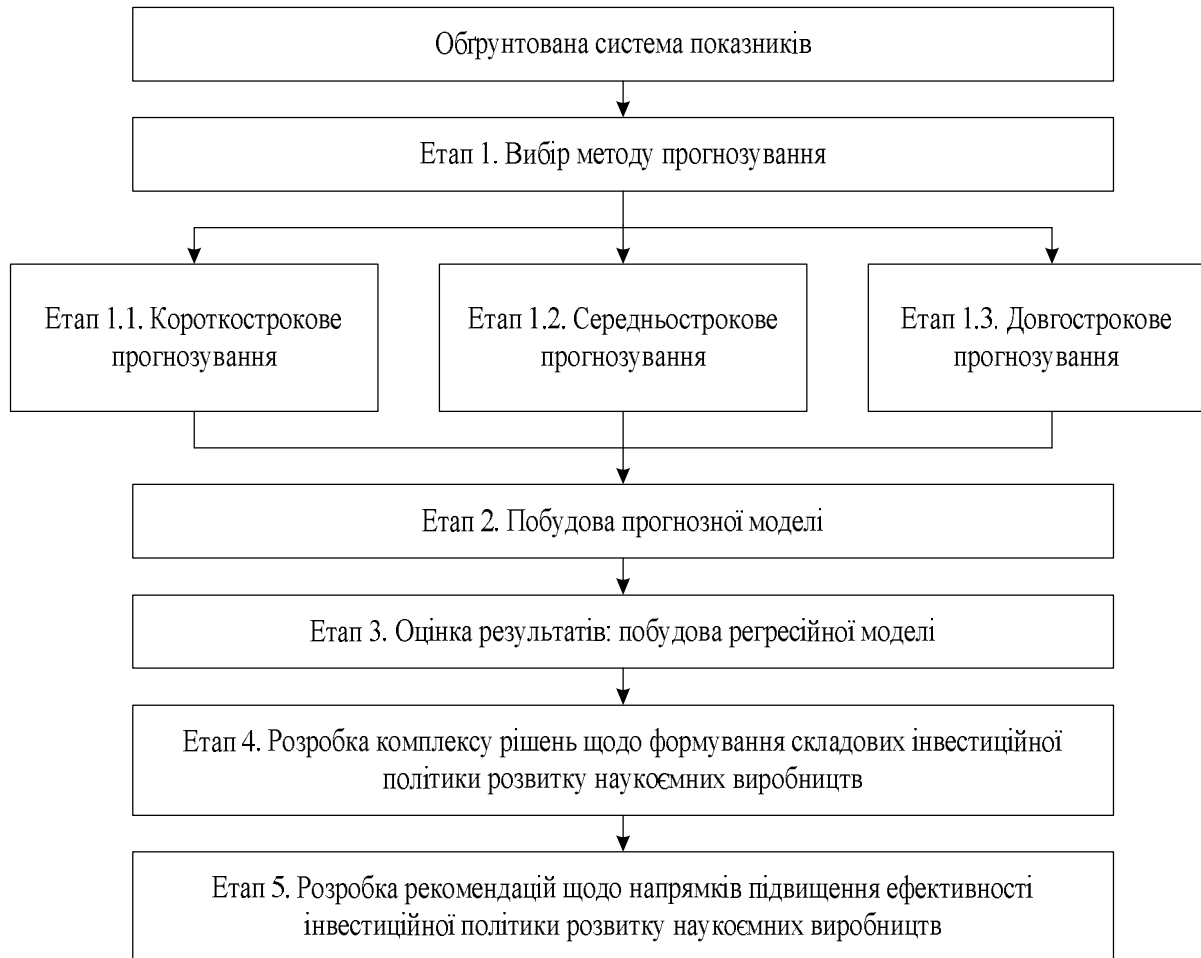 Обґрунтована система показників
Етап 1. Вибір методу прогнозування
Етап 1.1. Короткострокове
прогнозування
Етап 1.2. Середньострокове
прогнозування
Етап 1.3. Довгострокове
прогнозування
Етап 2. Побудова прогнозної моделі
Етап 3. Оцінка результатів: побудова регресійної моделі
Етап 4. Розробка комплексу рішень щодо формування складових інвестиційної
політики розвитку наукоємних виробництв
Етап 5. Розробка рекомендацій щодо напрямків підвищення ефективності
інвестиційної політики розвитку наукоємних виробництв